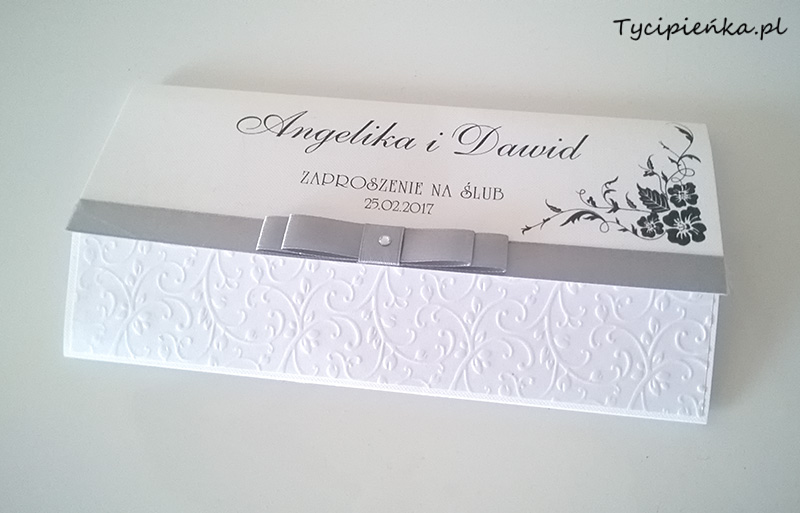 Tycipieńka.pl
Angelika i Dawid
ZAPROSZENIE NA ŚLUB
25.02.2017